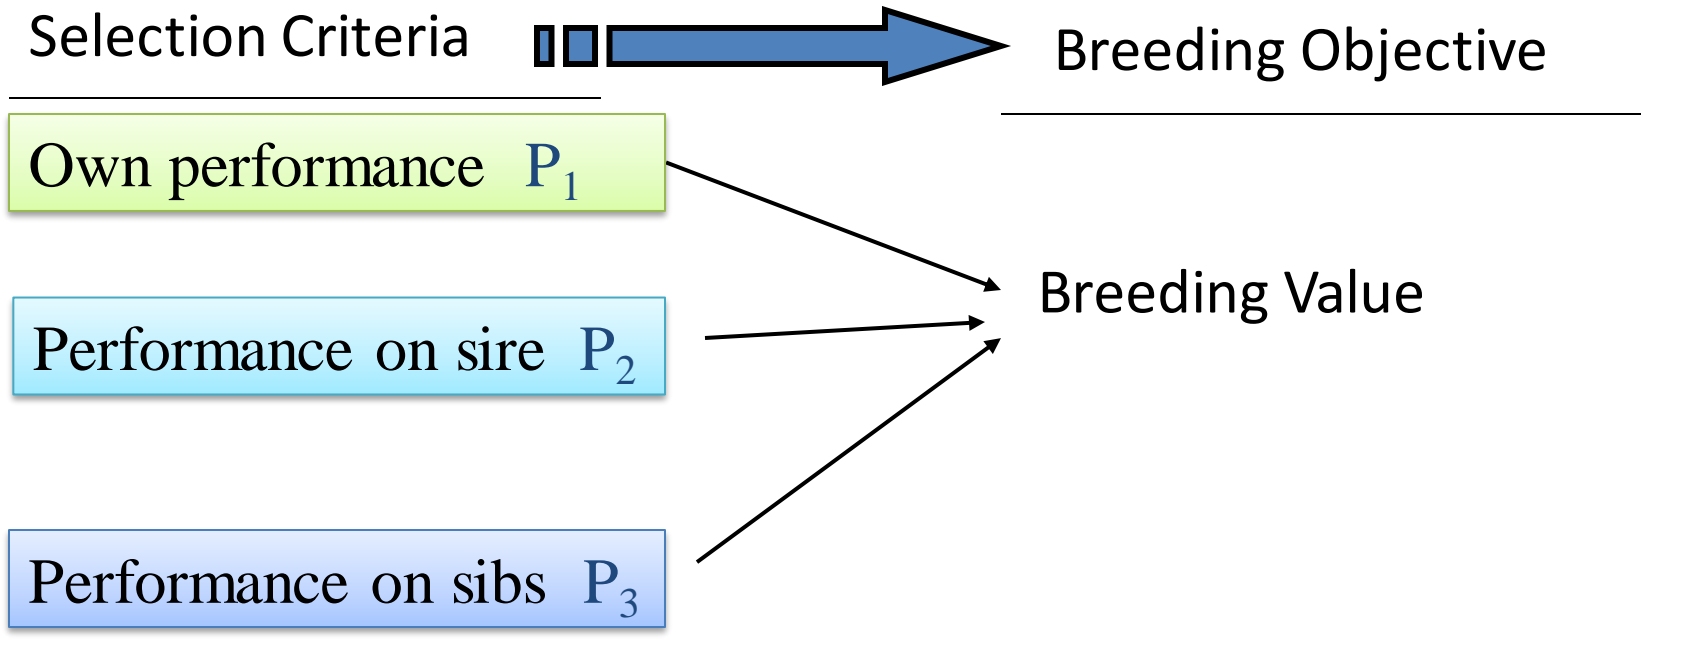 Selection Criteria
Breeding Objective
Own performance P1
Breeding Value
Performance on sire P2
Performance on sibs P3